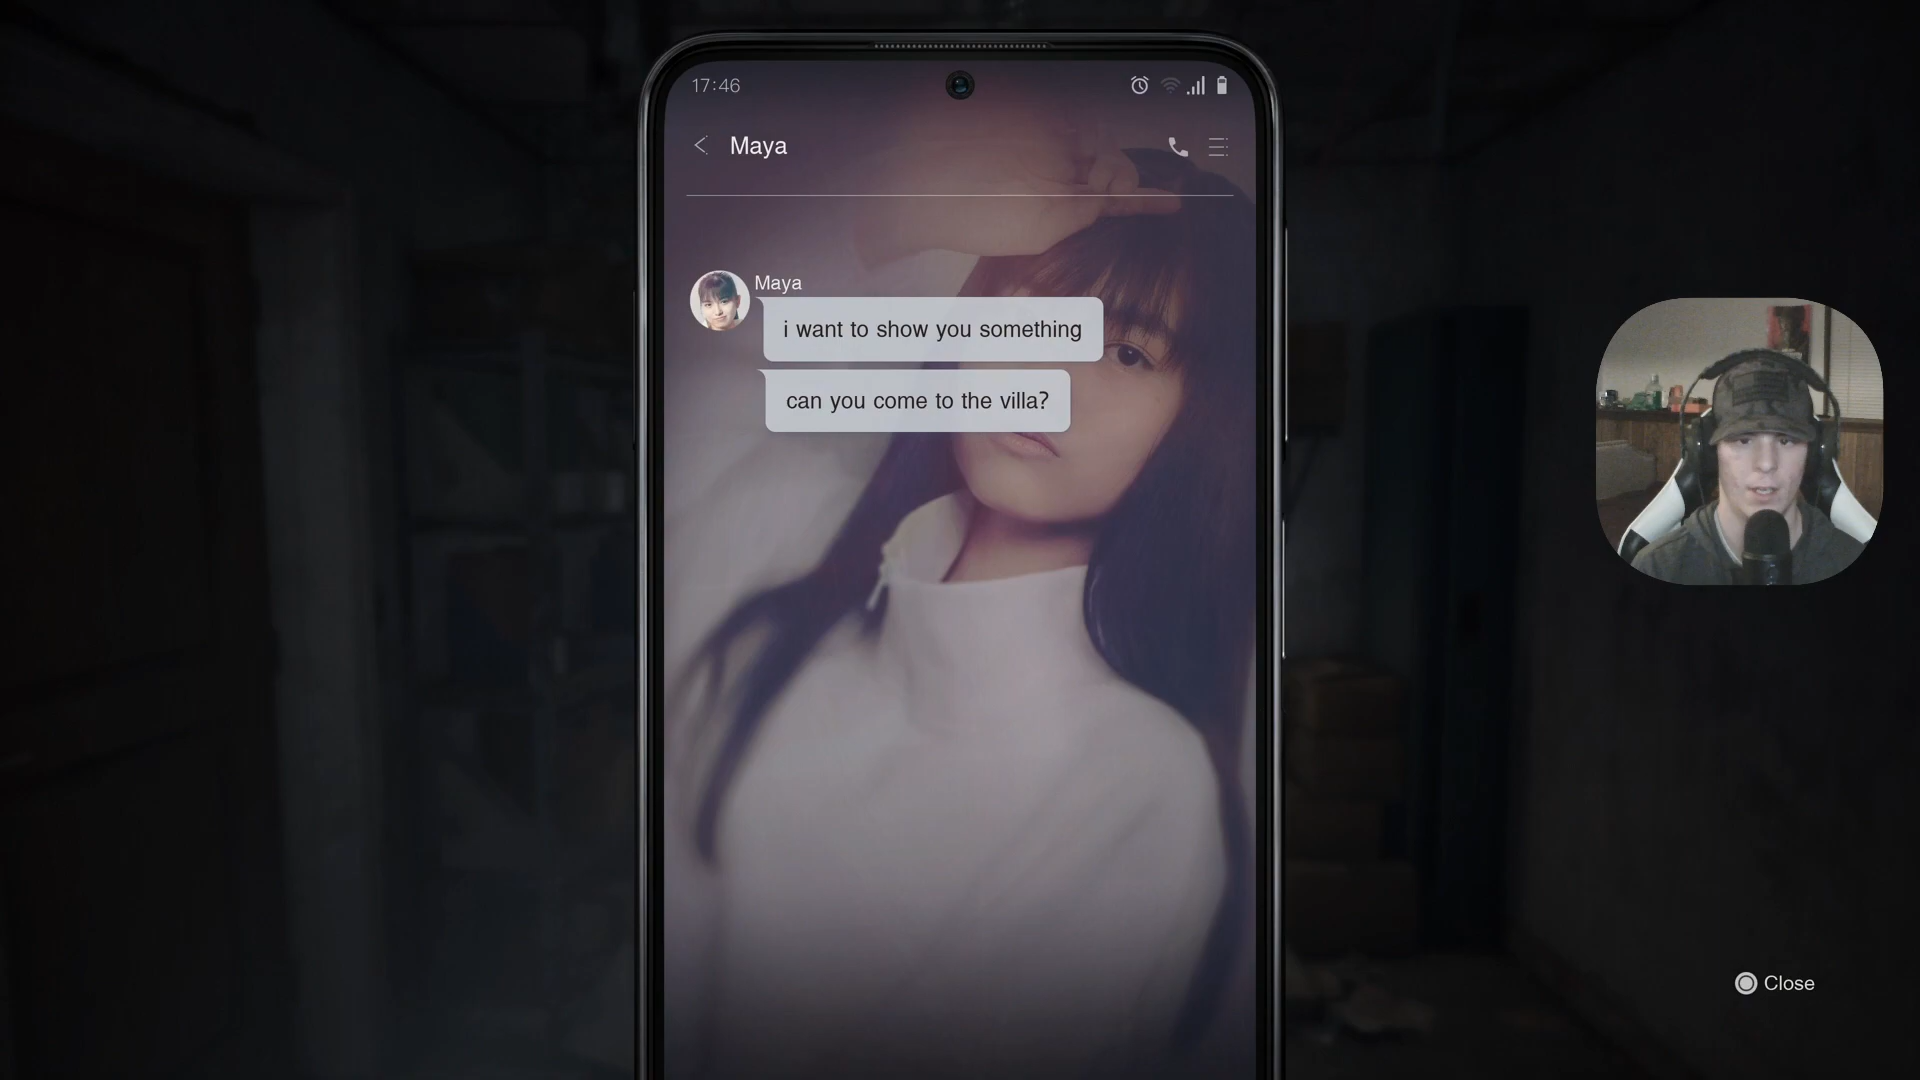 17:46
Maya
Maya
i want to show you something
can you come to the villa?
Close